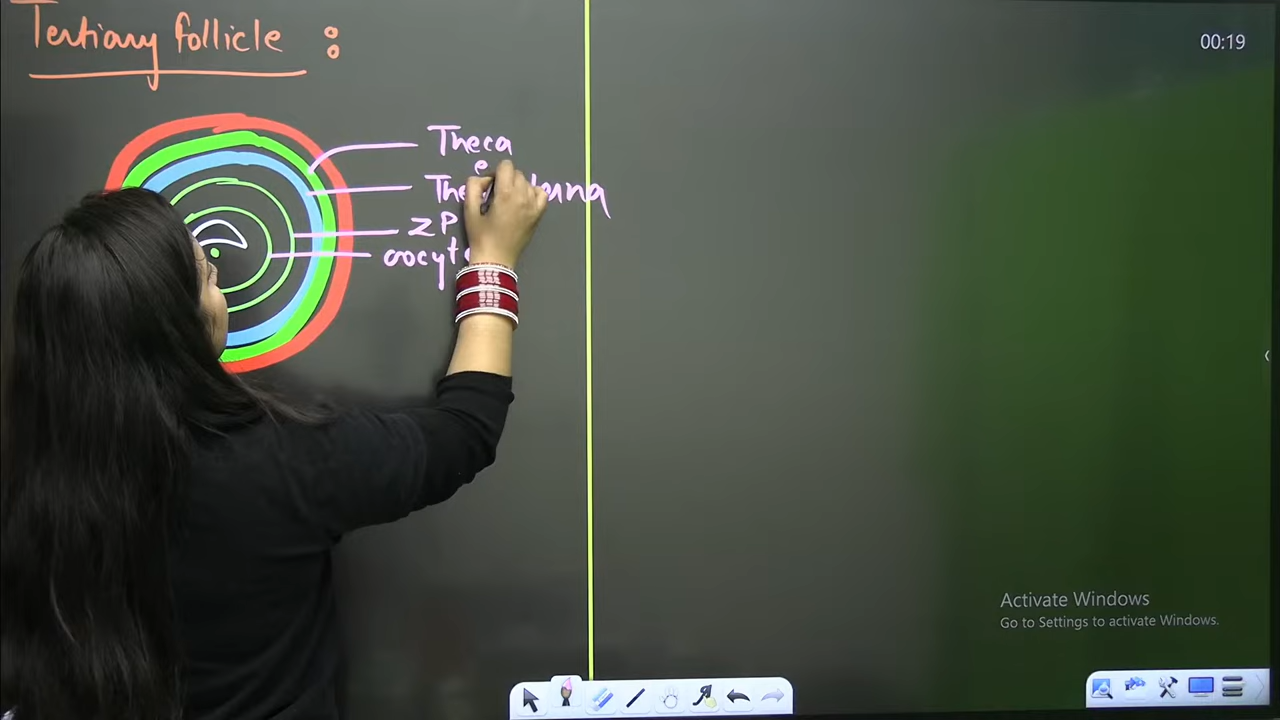 Tertiary follicle :
00:19
Theca
e
ZP
Activate Windows
Go to Settings to activate Windows.